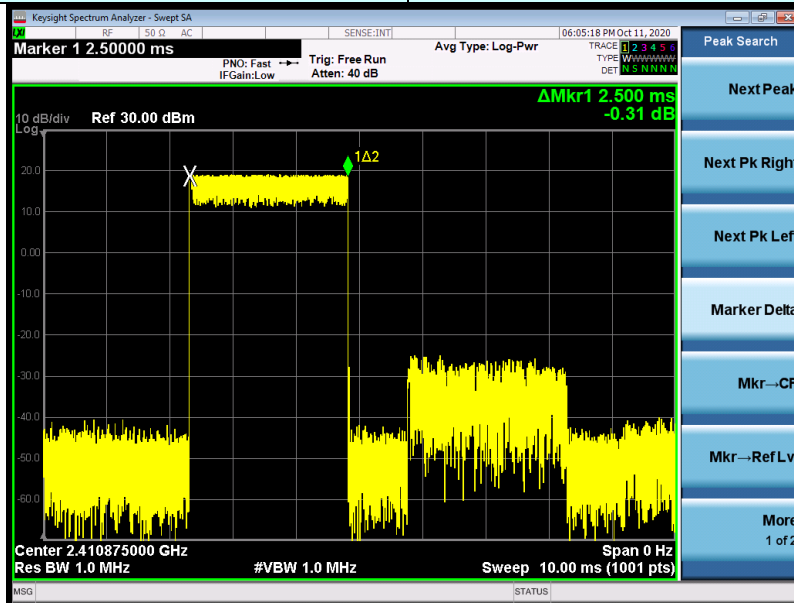 Keysight Spectrum Analyzer - Swept SA
LXI RF 50 Ω AC SENSE:INT 06:05:18 PM Oct 11, 2020
Marker 1 2.50000 ms
PNO: Fast
IFGain:Low
Trig: Free Run
Atten: 40 dB
Avg Type: Log-Pwr
TRACE 1 2 3 4 5 6
TYPE WWWWWW
DET N S N N N N
ΔMkr1 2.500 ms
-0.31 dB
10 dB/div Ref 30.00 dBm
Log
1Δ2
20.0
10.0
0.00
-10.0
-20.0
-30.0
-40.0
-50.0
-60.0
Center 2.410875000 GHz Span 0 Hz
Res BW 1.0 MHz #VBW 1.0 MHz Sweep 10.00 ms (1001 pts)
MSG STATUS
Peak Search
Next Peak
Next Pk Right
Next Pk Lef
Marker Delta
Mkr→CF
Mkr→Ref Lv
More
1 of 2